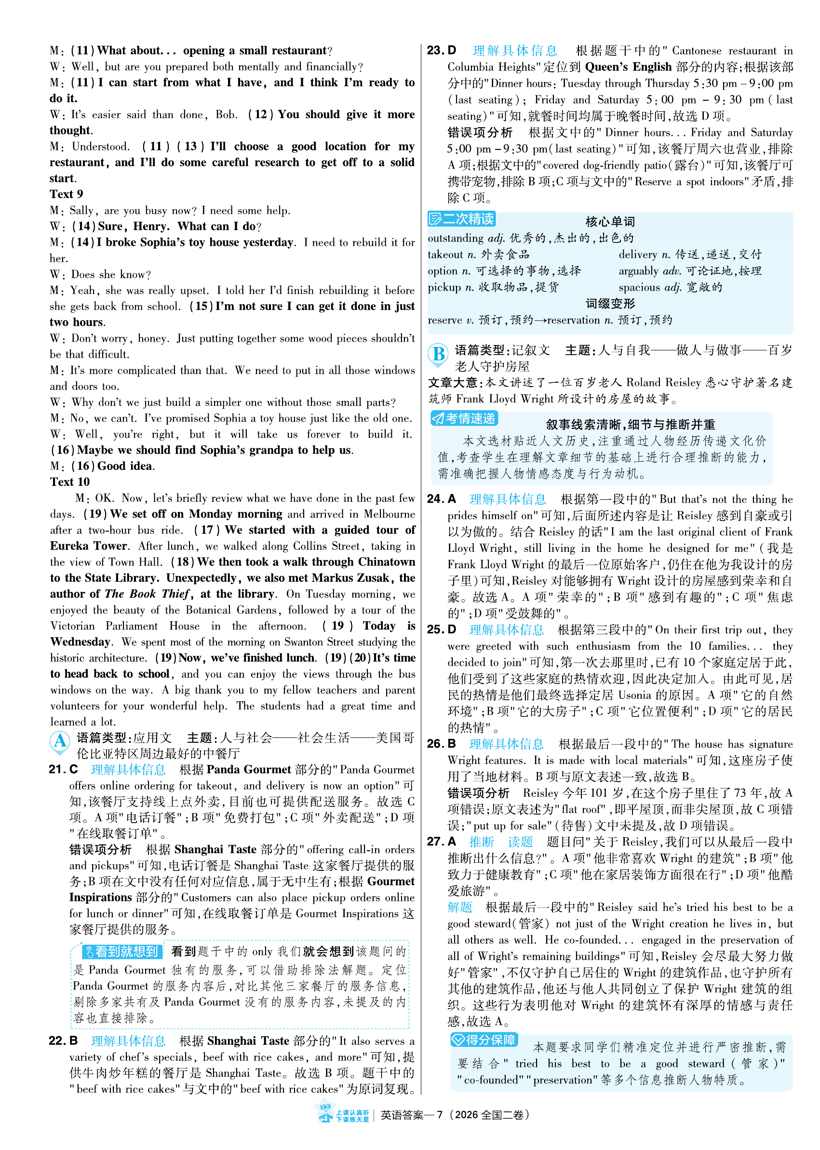 M: (11)What about... opening a small restaurant?
W: Well, but are you prepared both mentally and financially?
M: (11)I can start from what I have, and I think I'm ready to
do it.
W: It's easier said than done, Bob. (12)You should give it more
thought.
M: Understood. (11)(13)I'll choose a good location for my
restaurant, and I'll do some careful research to get off to a solid
start.
Text 9
M: Sally, are you busy now? I need some help.
W: (14)Sure, Henry. What can I do?
M: (14)I broke Sophia's toy house yesterday. I need to rebuild it for
her.
W: Does she know?
M: Yeah, she was really upset. I told her I'd finish rebuilding it before
she gets back from school. (15)I'm not sure I can get it done in just
two hours.
W: Don't worry, honey. Just putting together some wood pieces shouldn't
be that difficult.
M: It's more complicated than that. We need to put in all those windows
and doors too.
W: Why don't we just build a simpler one without those small parts?
M: No, we can't. I've promised Sophia a toy house just like the old one.
W: Well, you're right, but it will take us forever to build it.
(16)Maybe we should find Sophia's grandpa to help us.
M: (16)Good idea.
Text 10
M: OK. Now, let's briefly review what we have done in the past few
days. (19)We set off on Monday morning and arrived in Melbourne
after a two-hour bus ride. (17)We started with a guided tour of
Eureka Tower. After lunch, we walked along Collins Street, taking in
the view of Town Hall. (18)We then took a walk through Chinatown
to the State Library. Unexpectedly, we also met Markus Zusak, the
author of The Book Thief, at the library. On Tuesday morning, we
enjoyed the beauty of the Botanical Gardens, followed by a tour of the
Victorian Parliament House in the afternoon. (19)Today is
Wednesday. We spent most of the morning on Swanton Street studying the
historic architecture. (19)Now, we've finished lunch. (19)(20)It's time
to head back to school, and you can enjoy the views through the bus
windows on the way. A big thank you to my fellow teachers and parent
volunteers for your wonderful help. The students had a great time and
learned a lot.
A 语篇类型:应用文 主题:人与社会——社会生活——美国哥
伦比亚特区周边最好的中餐厅
21. C 理解具体信息 根据 Panda Gourmet 部分的"Panda Gourmet
offers online ordering for takeout, and delivery is now an option"可
知,该餐厅支持线上点外卖,目前也可提供配送服务。故选 C
项。A项"电话订餐";B项"免费打包";C项"外卖配送";D项
"在线取餐订单"。
错误项分析 根据 Shanghai Taste 部分的"offering call-in orders
and pickups"可知,电话订餐是 Shanghai Taste 这家餐厅提供的服
务;B项在文中没有任何对应信息,属于无中生有;根据 Gourmet
Inspirations 部分的"Customers can also place pickup orders online
for lunch or dinner"可知,在线取餐订单是 Gourmet Inspirations 这
家餐厅提供的服务。
看到就想到 看到题干中的 only 我们就会想到该题问的
是 Panda Gourmet 独有的服务,可以借助排除法解题。定位
Panda Gourmet 的服务内容后,对比其他三家餐厅的服务信息,
剔除多家共有及 Panda Gourmet 没有的服务内容,未提及的内
容也直接排除。
22. B 理解具体信息 根据 Shanghai Taste 部分的"It also serves a
variety of chef's specials, beef with rice cakes, and more"可知,提
供牛肉炒年糕的餐厅是 Shanghai Taste。故选 B 项。题干中的
"beef with rice cakes"与文中的"beef with rice cakes"为原词复现。
23. D 理解具体信息 根据题干中的"Cantonese restaurant in
Columbia Heights"定位到 Queen's English 部分的内容;根据该部
分中的"Dinner hours: Tuesday through Thursday 5:30 pm–9:00 pm
(last seating); Friday and Saturday 5:00 pm – 9:30 pm (last
seating)"可知,就餐时间均属于晚餐时间,故选 D 项。
错误项分析 根据文中的"Dinner hours... Friday and Saturday
5:00 pm–9:30 pm(last seating)"可知,该餐厅周六也营业,排除
A 项;根据文中的"covered dog-friendly patio(露台)"可知,该餐厅可
携带宠物,排除 B 项;C 项与文中的"Reserve a spot indoors"矛盾,排
除 C 项。
二次精读 核心单词
outstanding adj. 优秀的,杰出的,出色的
takeout n. 外卖食品 delivery n. 传送,递送,交付
option n. 可选择的事物,选择 arguably adv. 可论证地,按理
pickup n. 收取物品,提货 spacious adj. 宽敞的
词缀变形
reserve v. 预订,预约→reservation n. 预订,预约
B 语篇类型:记叙文 主题:人与自我——做人与做事——百岁
老人守护房屋
文章大意:本文讲述了一位百岁老人 Roland Reisley 悉心守护著名建
筑师 Frank Lloyd Wright 所设计的房屋的故事。
考情速递 叙事线索清晰,细节与推断并重
本文选材贴近人文历史,注重通过人物经历传递文化价
值,考查学生在理解文章细节的基础上进行合理推断的能力,
需准确把握人物情感态度与行为动机。
24. A 理解具体信息 根据第一段中的"But that's not the thing he
prides himself on"可知,后面所述内容是让 Reisley 感到自豪或引
以为傲的。结合 Reisley 的话"I am the last original client of Frank
Lloyd Wright, still living in the home he designed for me"(我是
Frank Lloyd Wright 的最后一位原始客户,仍住在他为我设计的房
子里)可知,Reisley 对能够拥有 Wright 设计的房屋感到荣幸和自
豪。故选 A。A 项"荣幸的";B 项"感到有趣的";C 项"焦虑
的";D 项"受鼓舞的"。
25. D 理解具体信息 根据第三段中的"On their first trip out, they
were greeted with such enthusiasm from the 10 families... they
decided to join"可知,第一次去那里时,已有 10 个家庭定居于此,
他们受到了这些家庭的热情欢迎,因此决定加入。由此可见,居
民的热情是他们最终选择定居 Usonia 的原因。A 项"它的自然
环境";B 项"它的大房子";C 项"它位置便利";D 项"它的居民
的热情"。
26. B 理解具体信息 根据最后一段中的"The house has signature
Wright features. It is made with local materials"可知,这座房子使
用了当地材料。B 项与原文表述一致,故选 B。
错误项分析 Reisley 今年 101 岁,在这个房子里住了 73 年,故 A
项错误;原文表述为"flat roof",即平屋顶,而非尖屋顶,故 C 项错
误;"put up for sale"(待售)文中未提及,故 D 项错误。
27. A 推断 读题 题目问"关于 Reisley,我们可以从最后一段中
推断出什么信息?"。A 项"他非常喜欢 Wright 的建筑";B 项"他
致力于健康教育";C 项"他在家居装饰方面很在行";D 项"他酷
爱旅游"。
解题 根据最后一段中的"Reisley said he's tried his best to be a
good steward(管家) not just of the Wright creation he lives in, but
all others as well. He co-founded... engaged in the preservation of
all of Wright's remaining buildings"可知,Reisley 会尽最大努力做
好"管家",不仅守护自己居住的 Wright 的建筑作品,也守护所有
其他的建筑作品,他还与他人共同创立了保护 Wright 建筑的组
织。这些行为表明他对 Wright 的建筑怀有深厚的情感与责任
感,故选 A。
得分保障 本题要求同学们精准定位并进行严密推断,需
要结合"tried his best to be a good steward(管家)"
"co-founded""preservation"等多个信息推断人物特质。
上课认真听
下课练天星
英语答案—7(2026 全国二卷)